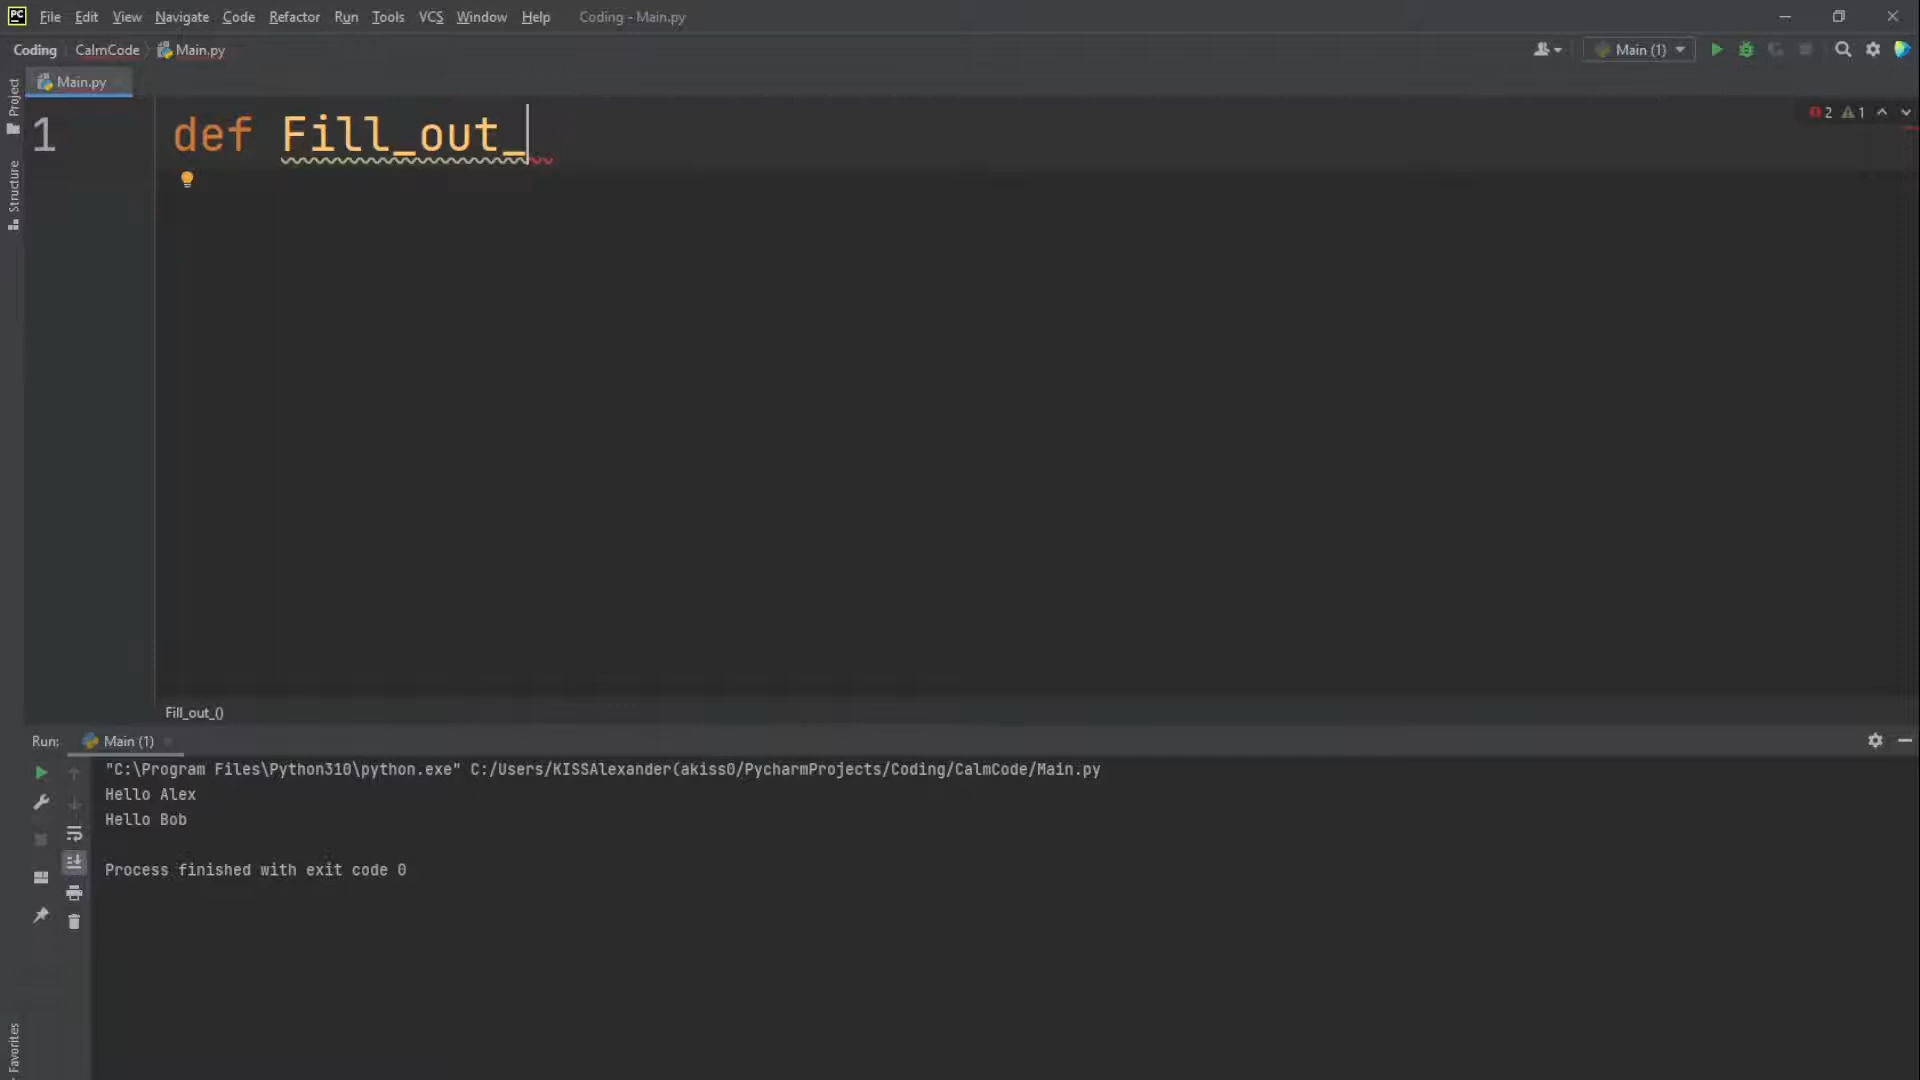 PC File Edit View Navigate Code Refactor Run Tools VCS Window Help Coding - Main.py
Coding CalmCode Main.py Main (1)
Project
Main.py
1 def Fill_out_
2 1
Structure
Fill_out_()
Run: Main (1)
"C:\Program Files\Python310\python.exe" C:/Users/KISSAlexander(akiss0/PycharmProjects/Coding/CalmCode/Main.py
Hello Alex
Hello Bob
Process finished with exit code 0
Favorites